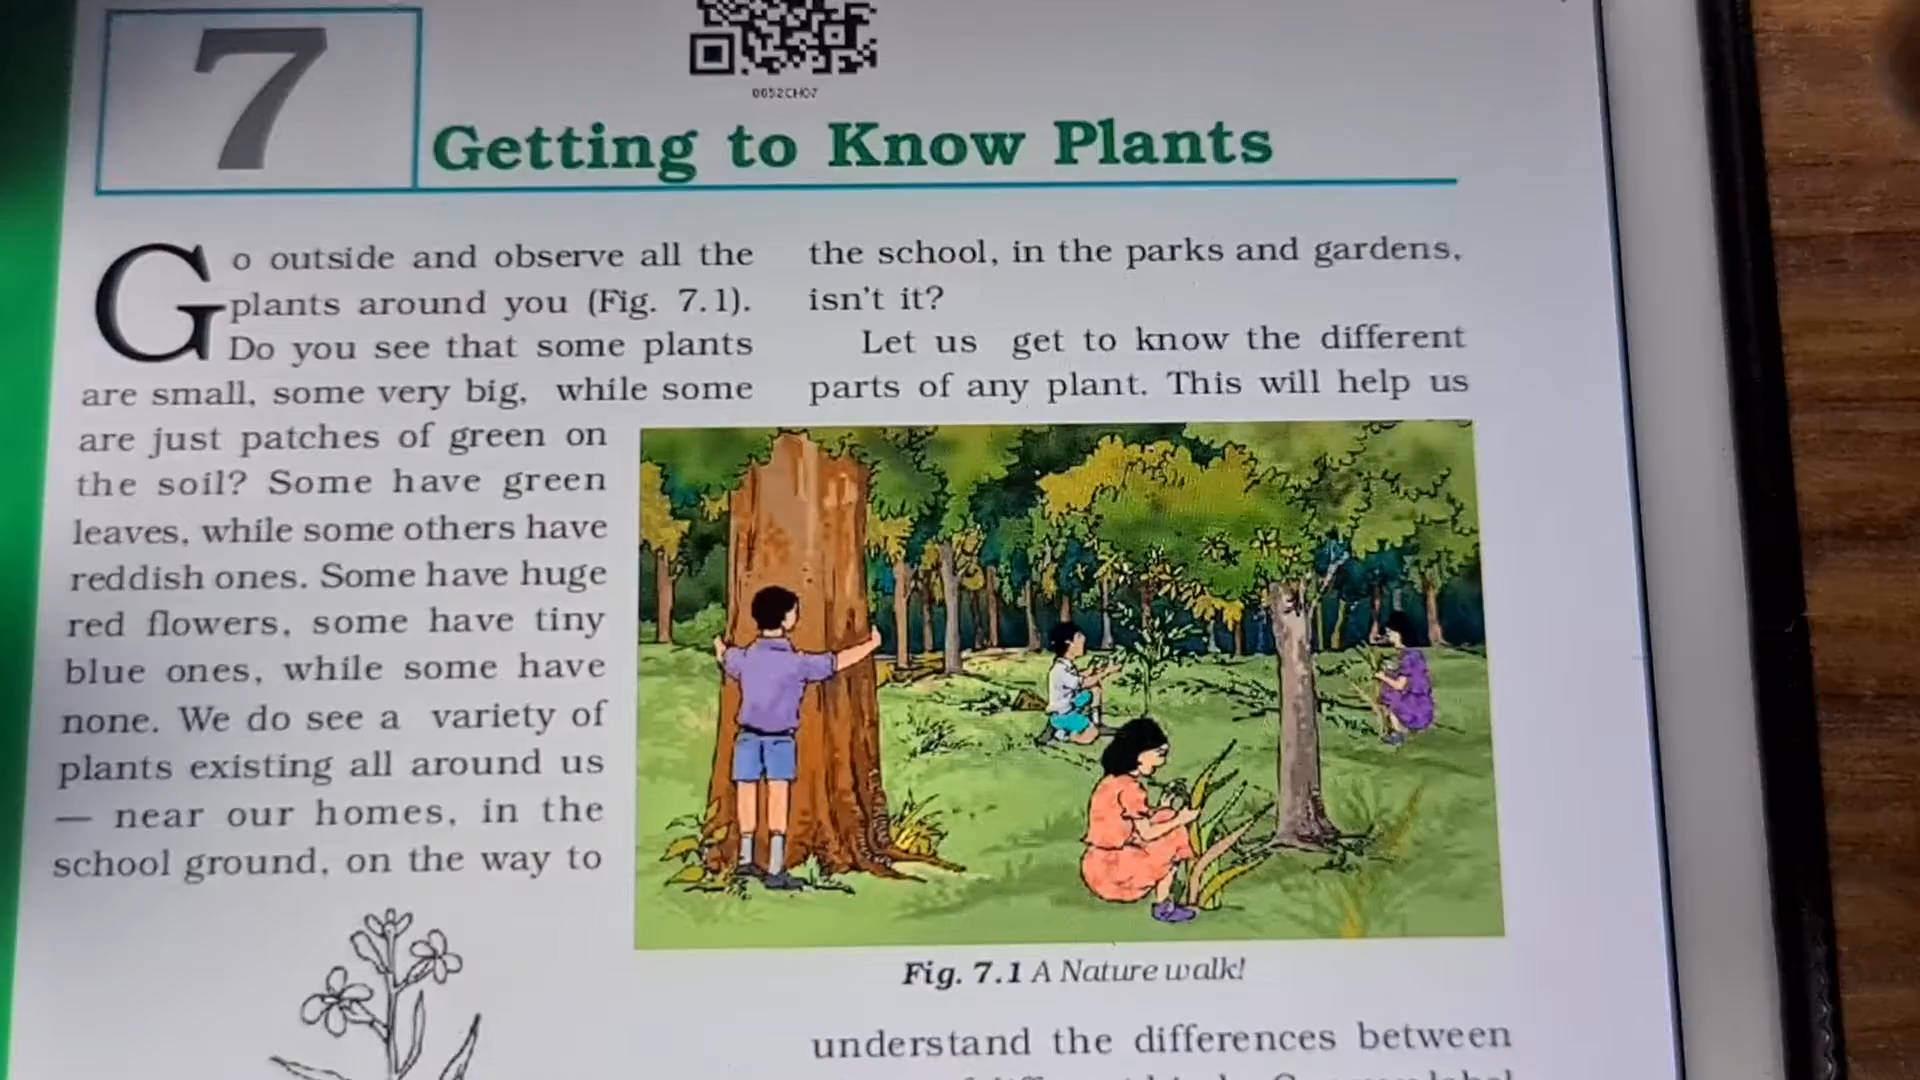 7
0652CH07
Getting to Know Plants
Go outside and observe all the
plants around you (Fig. 7.1).
Do you see that some plants
are small, some very big, while some
are just patches of green on
the soil? Some have green
leaves, while some others have
reddish ones. Some have huge
red flowers, some have tiny
blue ones, while some have
none. We do see a variety of
plants existing all around us
— near our homes, in the
school ground, on the way to
the school, in the parks and gardens,
isn't it?
Let us get to know the different
parts of any plant. This will help us
Fig. 7.1 A Nature walk!
understand the differences between